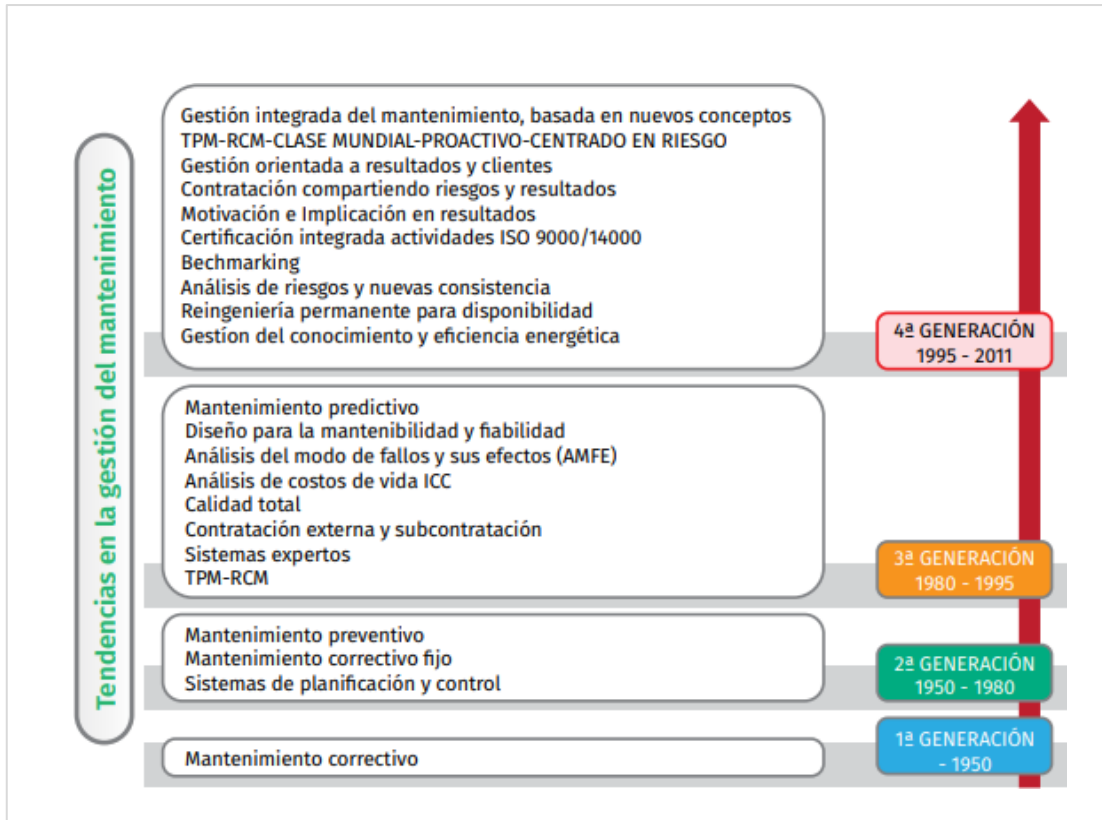 Tendencias en la gestión del mantenimiento
Gestión integrada del mantenimiento, basada en nuevos conceptos
TPM-RCM-CLASE MUNDIAL-PROACTIVO-CENTRADO EN RIESGO
Gestión orientada a resultados y clientes
Contratación compartiendo riesgos y resultados
Motivación e Implicación en resultados
Certificación integrada actividades ISO 9000/14000
Bechmarking
Análisis de riesgos y nuevas consistencia
Reingeniería permanente para disponibilidad
Gestíon del conocimiento y eficiencia energética
4ª GENERACIÓN
1995 - 2011
Mantenimiento predictivo
Diseño para la mantenibilidad y fiabilidad
Análisis del modo de fallos y sus efectos (AMFE)
Análisis de costos de vida ICC
Calidad total
Contratación externa y subcontratación
Sistemas expertos
TPM-RCM
3ª GENERACIÓN
1980 - 1995
Mantenimiento preventivo
Mantenimiento correctivo fijo
Sistemas de planificación y control
2ª GENERACIÓN
1950 - 1980
Mantenimiento correctivo
1ª GENERACIÓN
- 1950